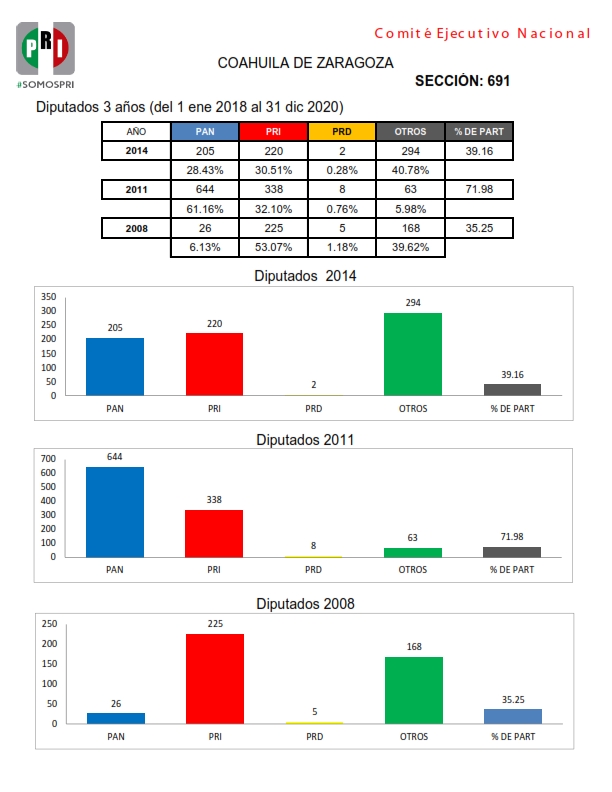 Comité Ejecutivo Nacional
PRI
#SOMOSPRI
COAHUILA DE ZARAGOZA
SECCIÓN: 691
Diputados 3 años (del 1 ene 2018 al 31 dic 2020)
AÑO PAN PRI PRD OTROS % DE PART
2014 205 220 2 294 39.16
28.43% 30.51% 0.28% 40.78%
2011 644 338 8 63 71.98
61.16% 32.10% 0.76% 5.98%
2008 26 225 5 168 35.25
6.13% 53.07% 1.18% 39.62%
Diputados 2014
350
300
250
200
150
100
50
0
205 220 2 294 39.16
PAN PRI PRD OTROS % DE PART
Diputados 2011
700
600
500
400
300
200
100
0
644 338 8 63 71.98
PAN PRI PRD OTROS % DE PART
Diputados 2008
250
200
150
100
50
0
26 225 5 168 35.25
PAN PRI PRD OTROS % DE PART